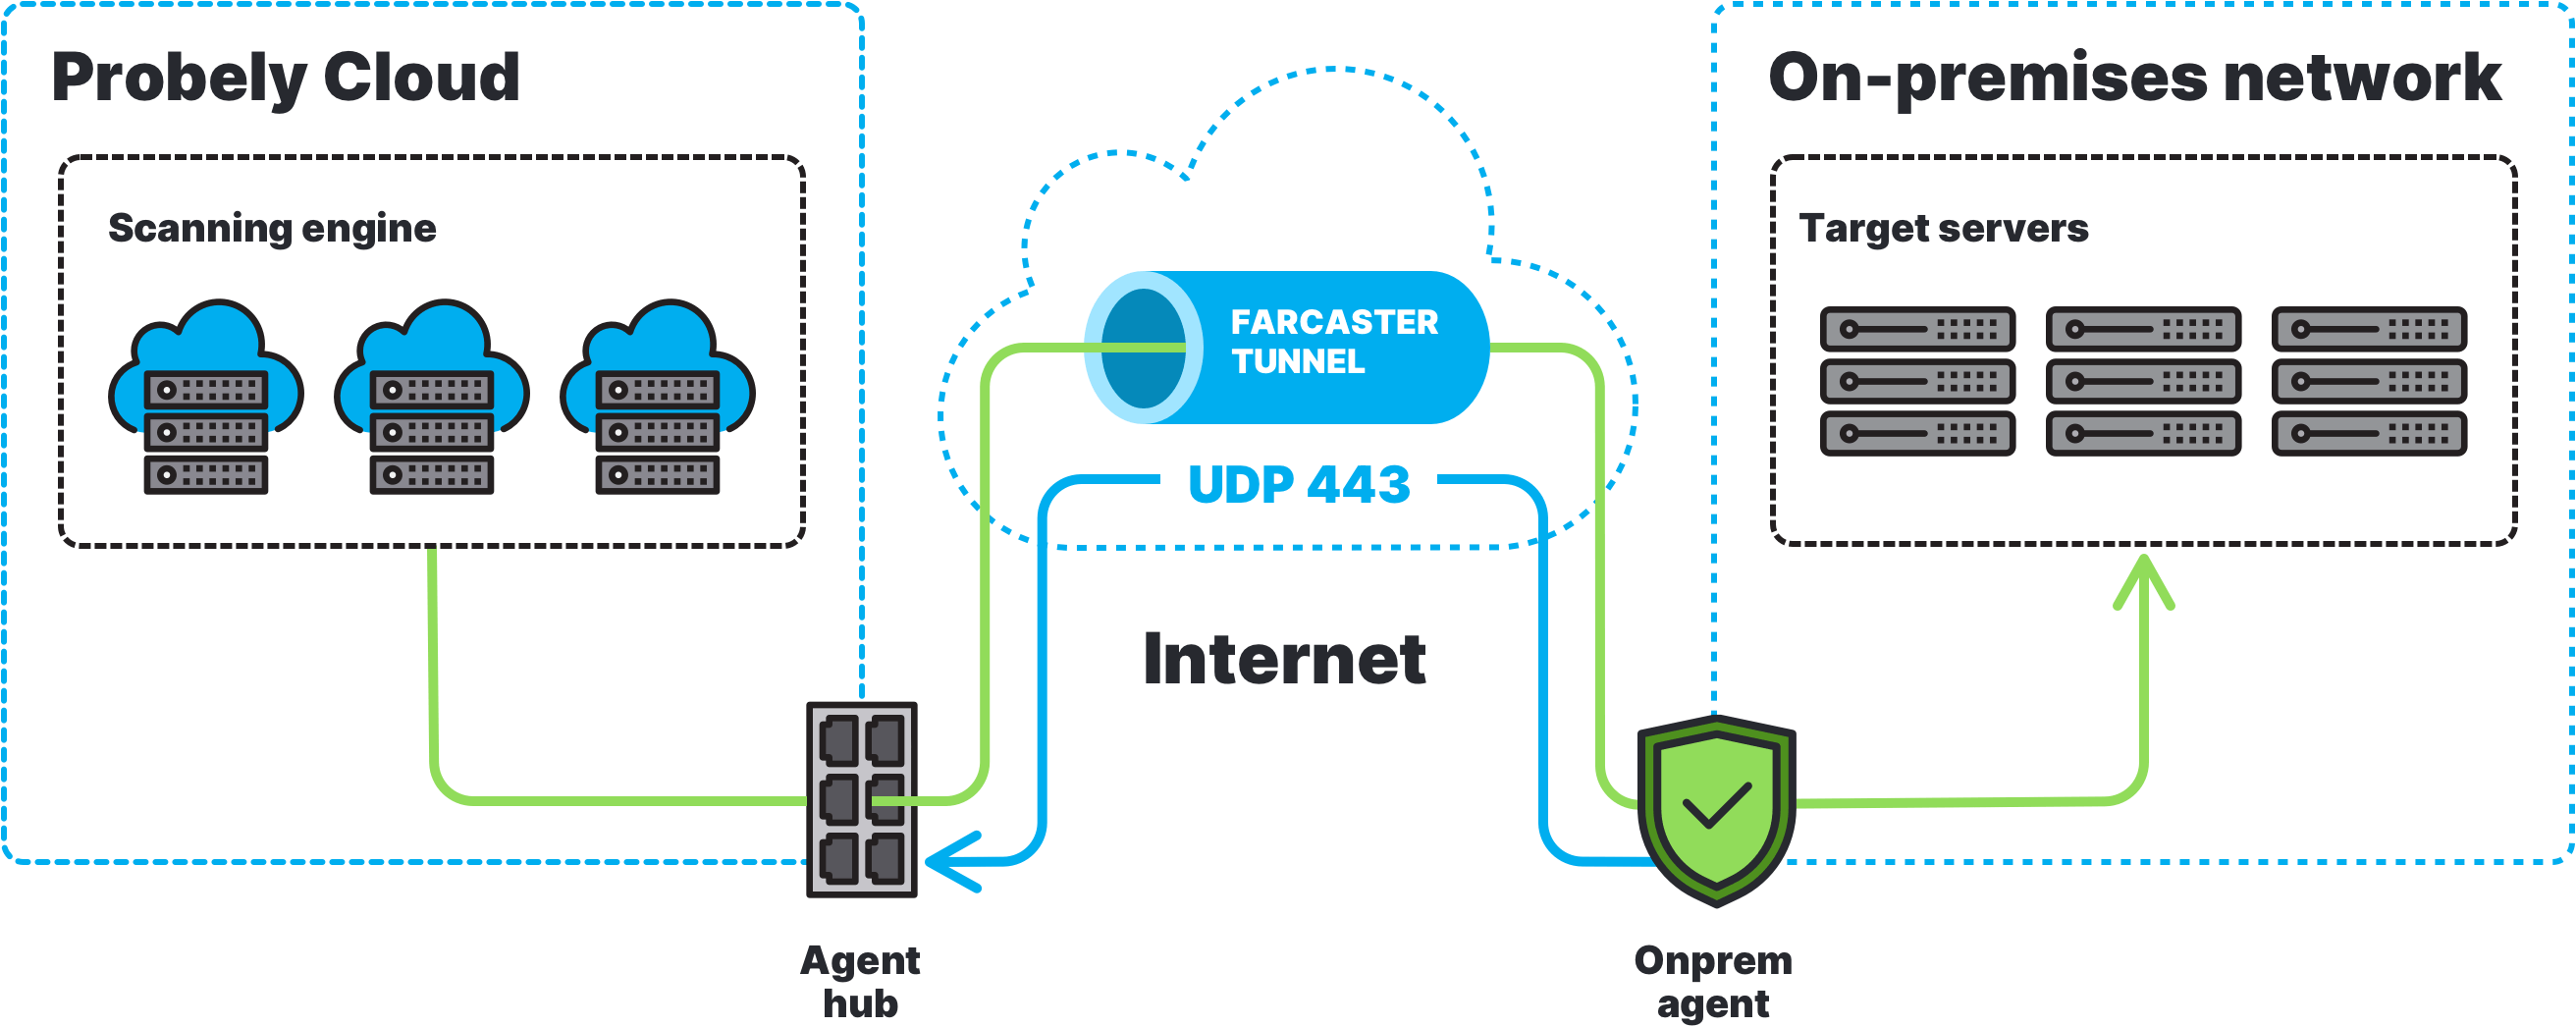 Probely Cloud
Scanning engine
FARCASTER
TUNNEL
UDP 443
Internet
On-premises network
Target servers
Agent
hub
Onprem
agent